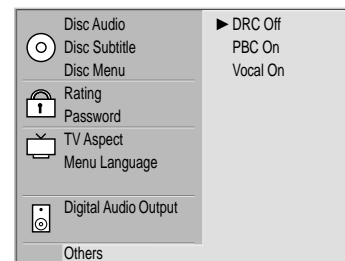 Disc Audio
Disc Subtitle
Disc Menu
Rating
Password
TV Aspect
Menu Language
Digital Audio Output
Others
► DRC Off
PBC On
Vocal On